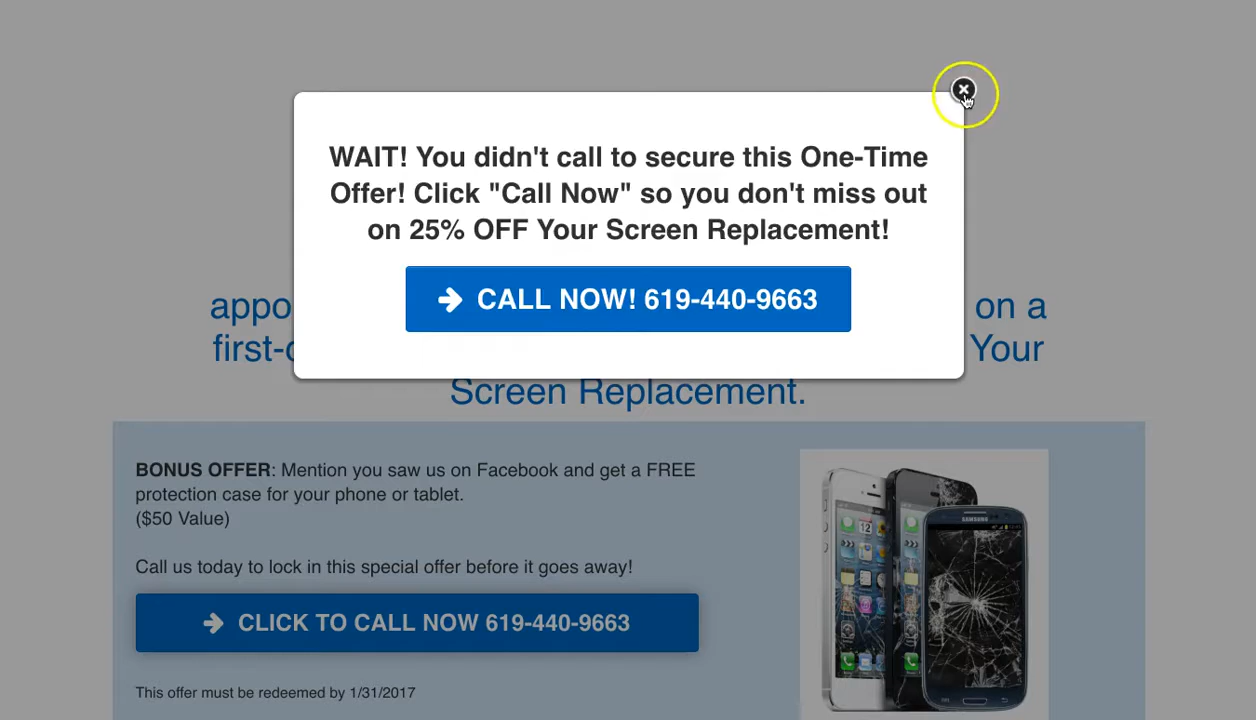 WAIT! You didn't call to secure this One-Time
Offer! Click "Call Now" so you don't miss out
on 25% OFF Your Screen Replacement!
CALL NOW! 619-440-9663
appo on a
first- Your
Screen Replacement.
BONUS OFFER: Mention you saw us on Facebook and get a FREE
protection case for your phone or tablet.
($50 Value)
Call us today to lock in this special offer before it goes away!
CLICK TO CALL NOW 619-440-9663
This offer must be redeemed by 1/31/2017
SAMSUNG